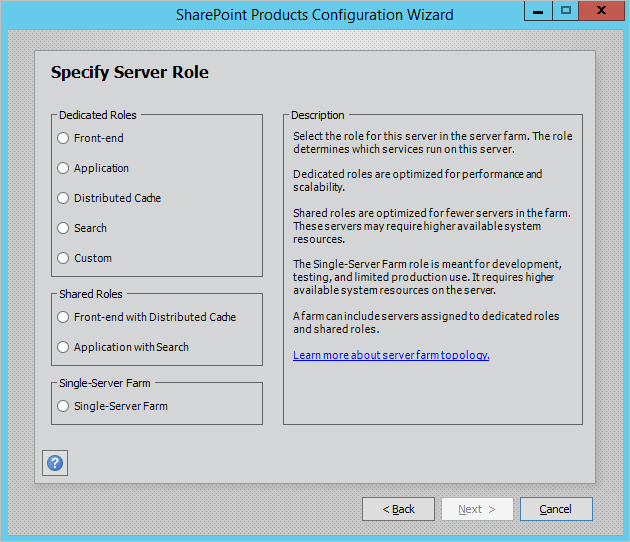 SharePoint Products Configuration Wizard
Specify Server Role
Dedicated Roles
Front-end
Application
Distributed Cache
Search
Custom
Shared Roles
Front-end with Distributed Cache
Application with Search
Single-Server Farm
Single-Server Farm
Description
Select the role for this server in the server farm. The role
determines which services run on this server.
Dedicated roles are optimized for performance and
scalability.
Shared roles are optimized for fewer servers in the farm.
These servers may require higher available system
resources.
The Single-Server Farm role is meant for development,
testing, and limited production use. It requires higher
available system resources on the server.
A farm can include servers assigned to dedicated roles
and shared roles.
Learn more about server farm topology.
?
< Back
Next >
Cancel